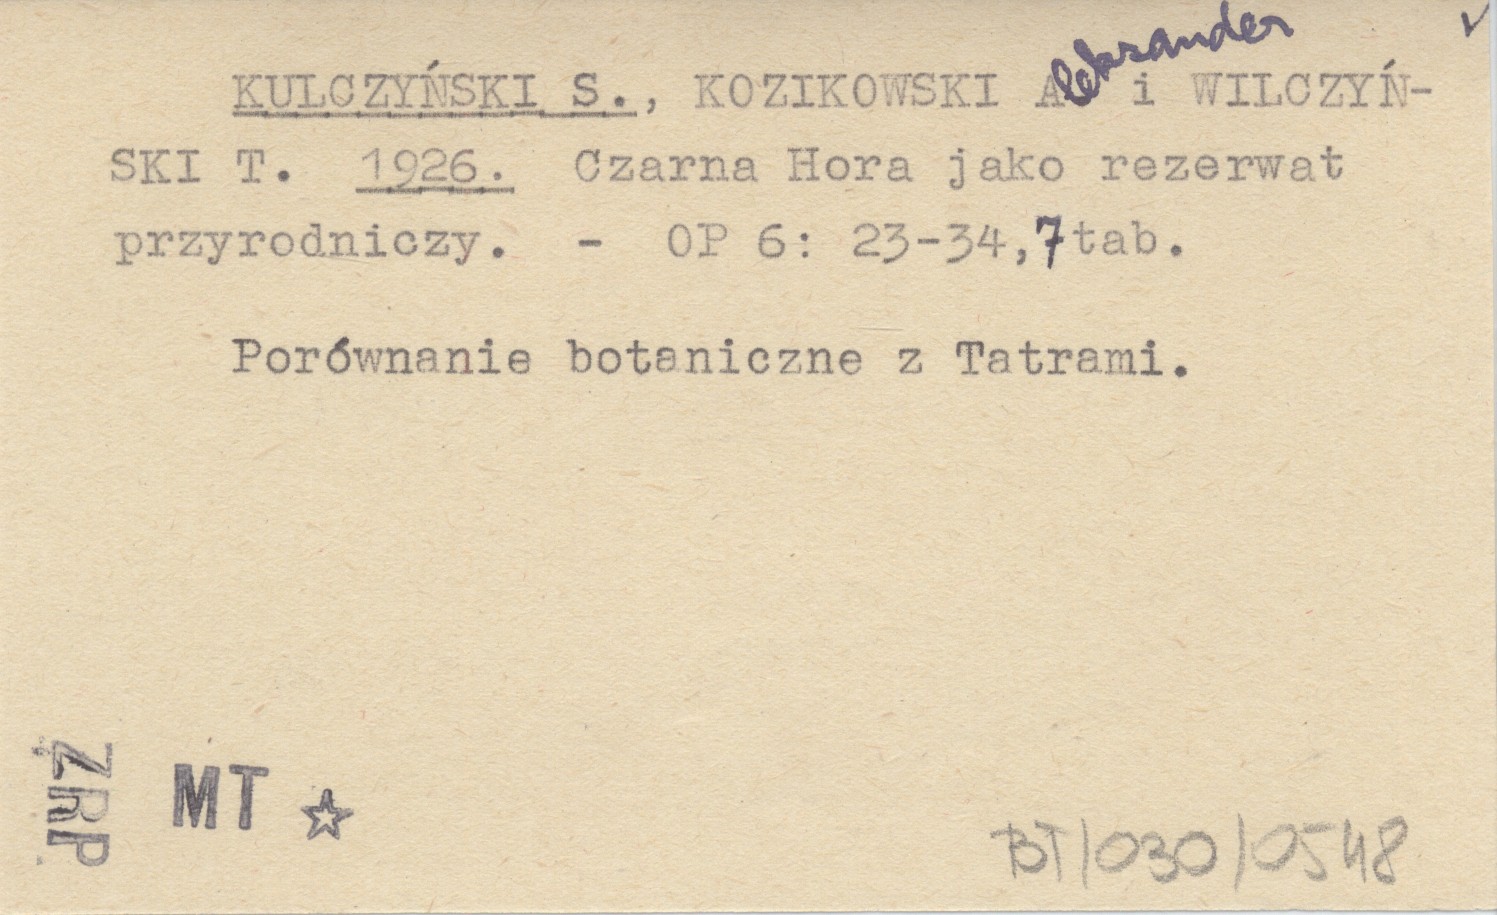 KULCZYŃSKI S., KOZIKOWSKI Aleksander i WILCZYŃ-
SKI T. 1926. Czarna Hora jako rezerwat
przyrodniczy. - OP 6: 23-34,7tab.
Porównanie botaniczne z Tatrami.
ZRP
MT ☆
BT/030/0548